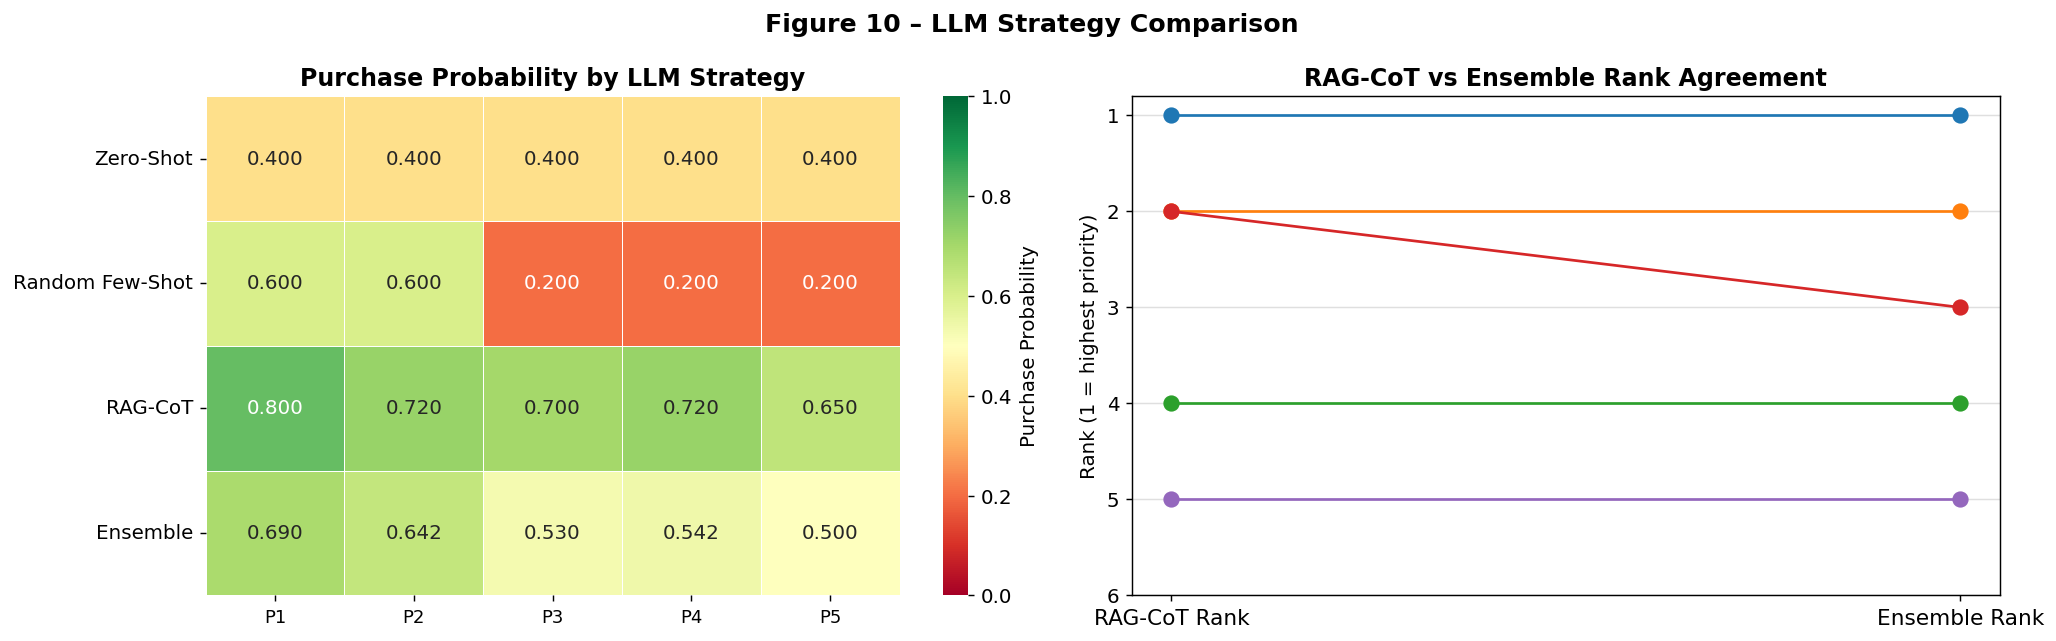 Figure 10 – LLM Strategy Comparison
Purchase Probability by LLM Strategy
Zero-Shot 0.400 0.400 0.400 0.400 0.400
Random Few-Shot 0.600 0.600 0.200 0.200 0.200
RAG-CoT 0.800 0.720 0.700 0.720 0.650
Ensemble 0.690 0.642 0.530 0.542 0.500
P1 P2 P3 P4 P5
1.0
0.8
0.6
0.4
0.2
0.0
Purchase Probability
RAG-CoT vs Ensemble Rank Agreement
Rank (1 = highest priority)
1
2
3
4
5
6
RAG-CoT Rank Ensemble Rank